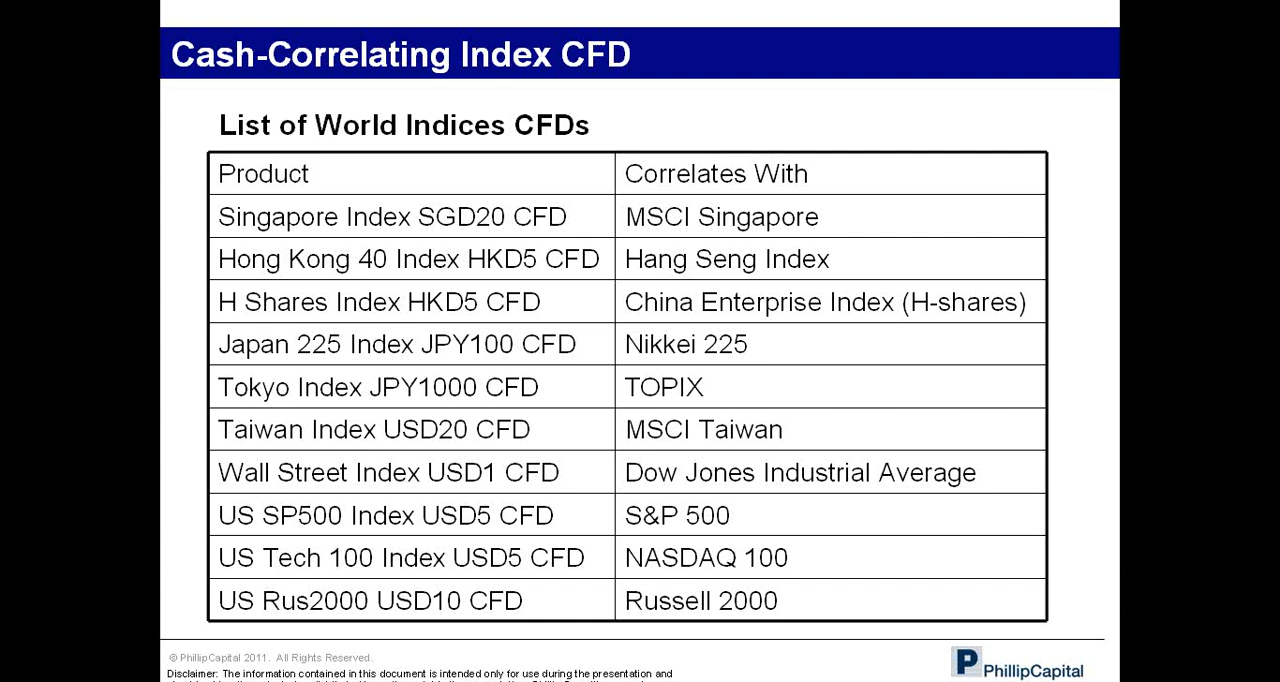 Cash-Correlating Index CFD
List of World Indices CFDs
Product Correlates With
Singapore Index SGD20 CFD MSCI Singapore
Hong Kong 40 Index HKD5 CFD Hang Seng Index
H Shares Index HKD5 CFD China Enterprise Index (H-shares)
Japan 225 Index JPY100 CFD Nikkei 225
Tokyo Index JPY1000 CFD TOPIX
Taiwan Index USD20 CFD MSCI Taiwan
Wall Street Index USD1 CFD Dow Jones Industrial Average
US SP500 Index USD5 CFD S&P 500
US Tech 100 Index USD5 CFD NASDAQ 100
US Rus2000 USD10 CFD Russell 2000
© PhillipCapital 2011. All Rights Reserved.
Disclaimer: The information contained in this document is intended only for use during the presentation and
P PhillipCapital